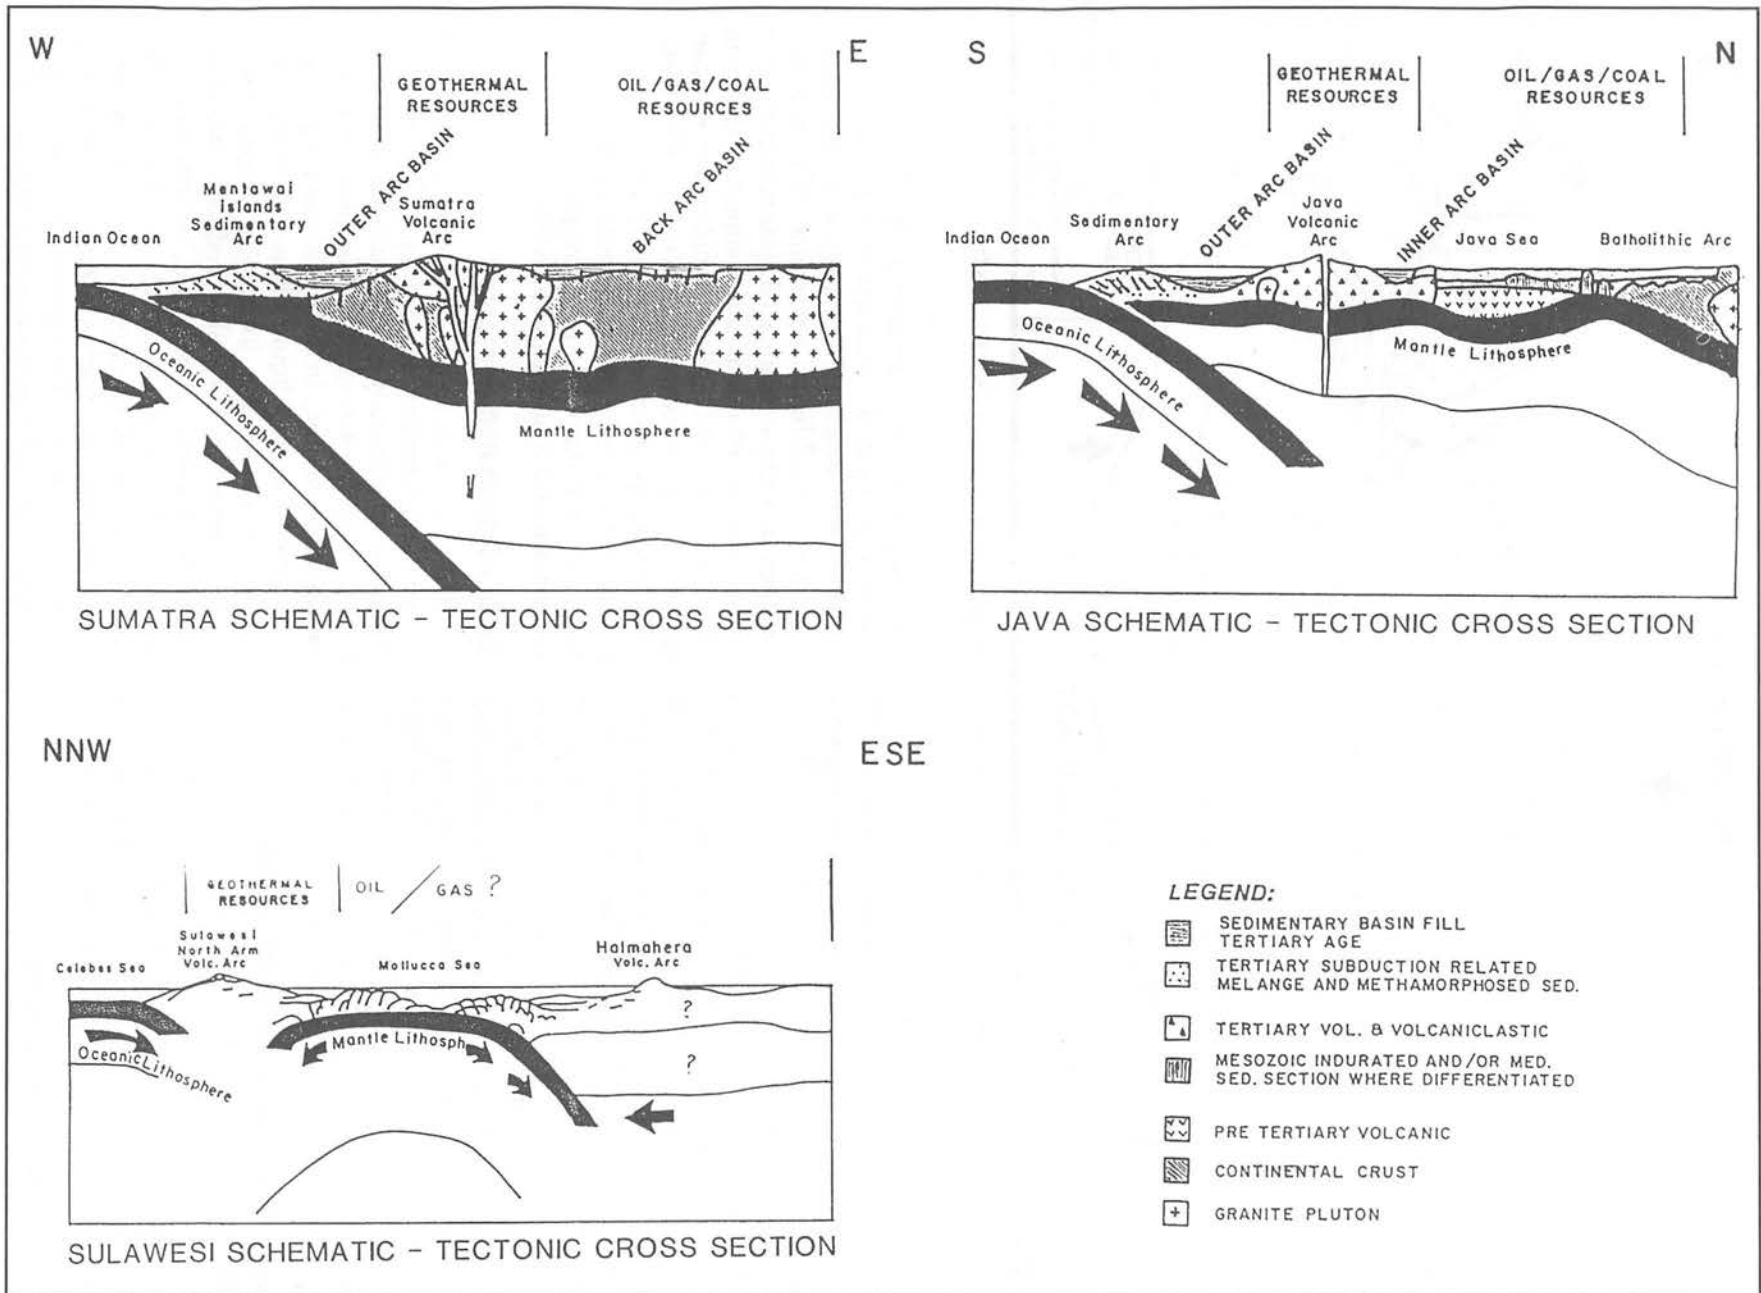 W
E
GEOTHERMAL
RESOURCES
OIL/GAS/COAL
RESOURCES
OUTER ARC BASIN
BACK ARC BASIN
Mentawai
islands
Sedimentary
Arc
Sumatra
Volcanic
Arc
Indian Ocean
Oceanic Lithosphere
Mantle Lithosphere
SUMATRA SCHEMATIC - TECTONIC CROSS SECTION
S
N
GEOTHERMAL
RESOURCES
OIL/GAS/COAL
RESOURCES
OUTER ARC BASIN
INNER ARC BASIN
Indian Ocean
Sedimentary
Arc
Java
Volcanic
Arc
Java Sea
Batholithic Arc
Oceanic Lithosphere
Mantle Lithosphere
JAVA SCHEMATIC - TECTONIC CROSS SECTION
NNW
ESE
GEOTHERMAL
RESOURCES
OIL / GAS ?
Sulawesi
North Arm
Volc. Arc
Celebes Sea
Mollucca Sea
Halmahera
Volc. Arc
?
Mantle Lithosph
Oceanic Lithosphere
?
SULAWESI SCHEMATIC - TECTONIC CROSS SECTION
LEGEND:
SEDIMENTARY BASIN FILL
TERTIARY AGE
TERTIARY SUBDUCTION RELATED
MELANGE AND METHAMORPHOSED SED.
TERTIARY VOL. & VOLCANICLASTIC
MESOZOIC INDURATED AND/OR MED.
SED. SECTION WHERE DIFFERENTIATED
PRE TERTIARY VOLCANIC
CONTINENTAL CRUST
GRANITE PLUTON